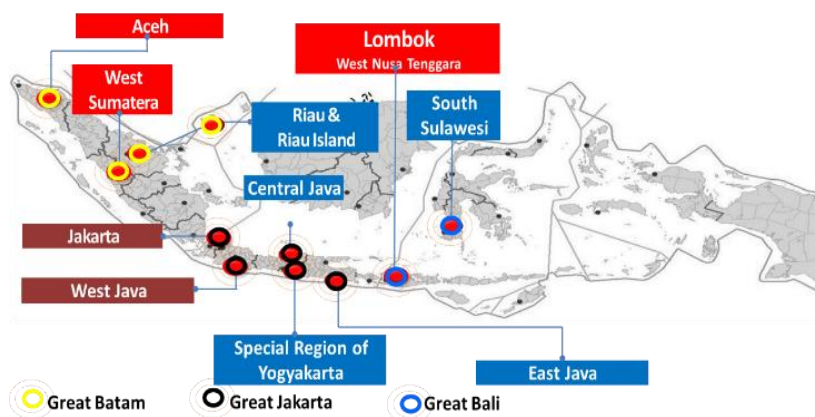 Aceh
Lombok
West Nusa Tenggara
West
Sumatera
Riau &
Riau Island
South
Sulawesi
Central Java
Jakarta
West Java
Special Region of
Yogyakarta
East Java
Great Batam
Great Jakarta
Great Bali